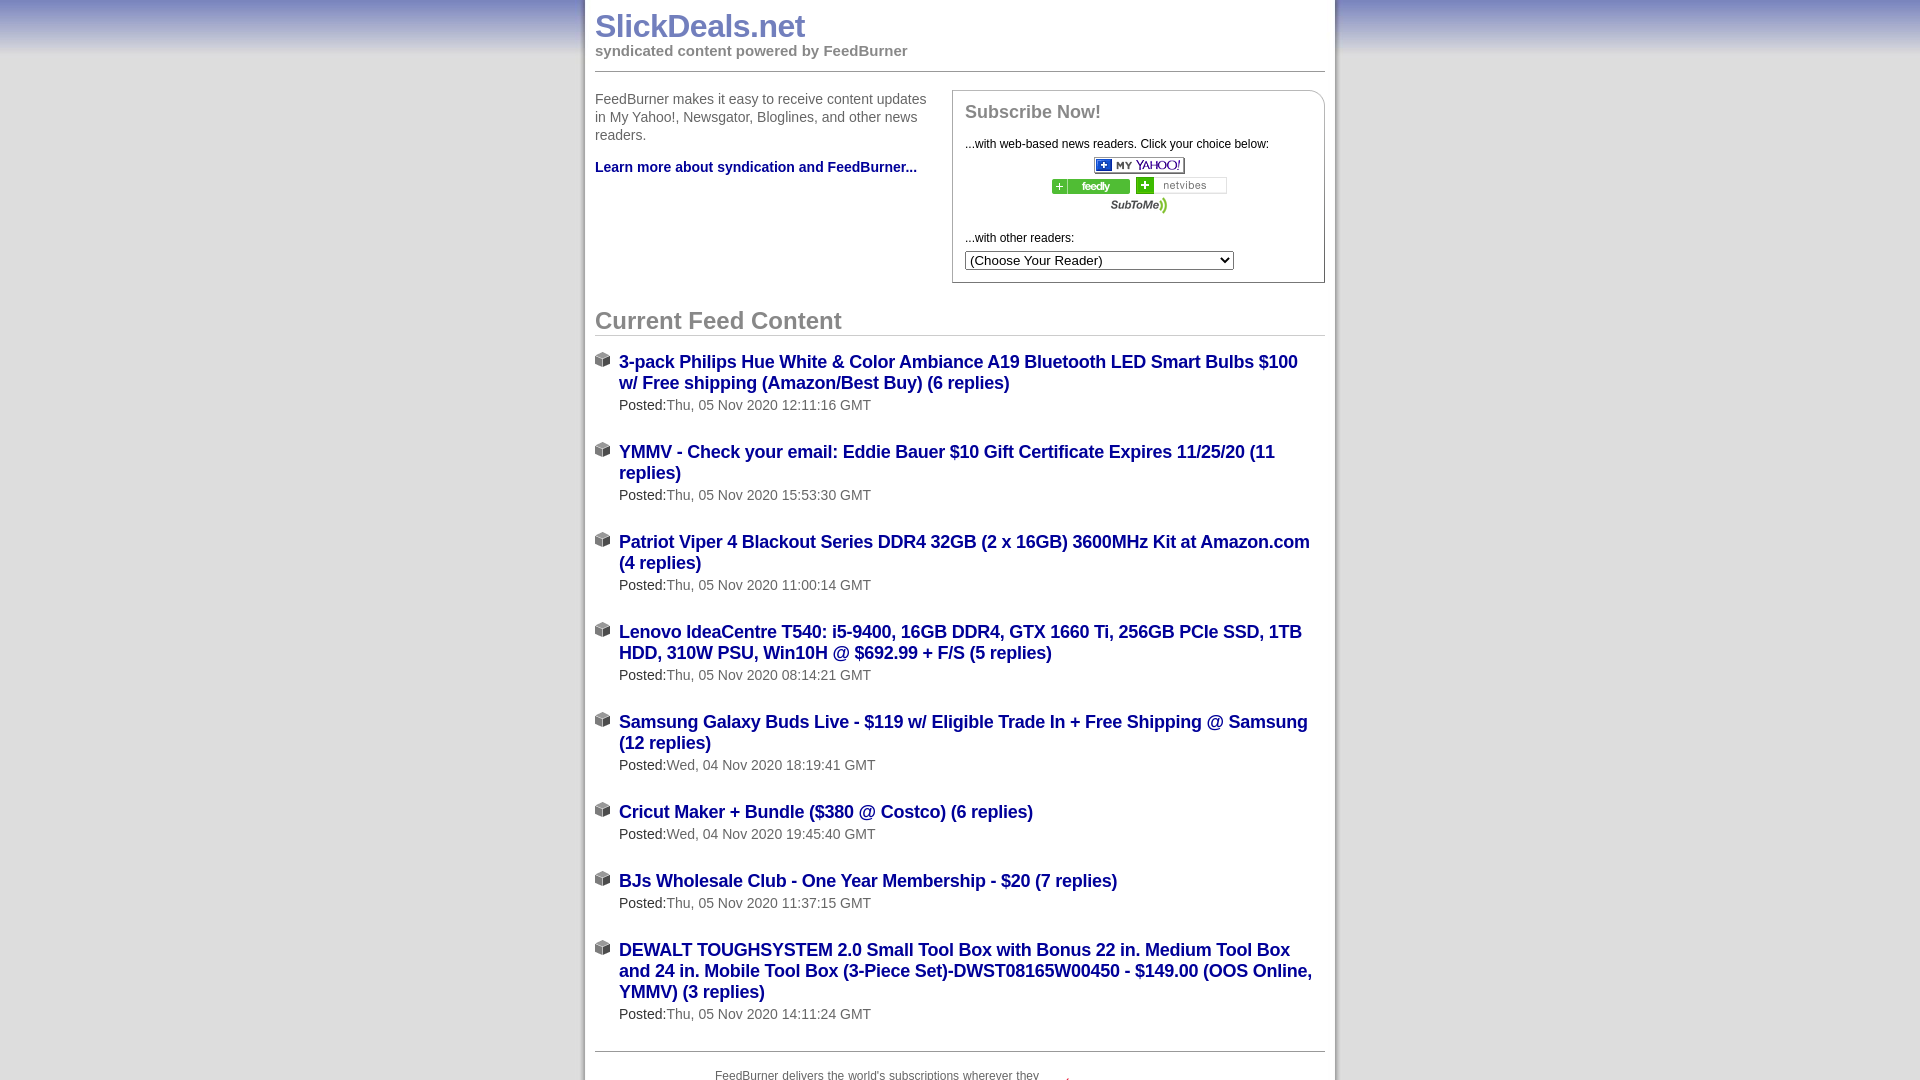 SlickDeals.net
syndicated content powered by FeedBurner
FeedBurner makes it easy to receive content updates
in My Yahoo!, Newsgator, Bloglines, and other news
readers.
Learn more about syndication and FeedBurner...
Subscribe Now!
...with web-based news readers. Click your choice below:
MY YAHOO!
feedly
netvibes
SubToMe
...with other readers:
(Choose Your Reader)
Current Feed Content
3-pack Philips Hue White & Color Ambiance A19 Bluetooth LED Smart Bulbs $100
w/ Free shipping (Amazon/Best Buy) (6 replies)
Posted:Thu, 05 Nov 2020 12:11:16 GMT
YMMV - Check your email: Eddie Bauer $10 Gift Certificate Expires 11/25/20 (11
replies)
Posted:Thu, 05 Nov 2020 15:53:30 GMT
Patriot Viper 4 Blackout Series DDR4 32GB (2 x 16GB) 3600MHz Kit at Amazon.com
(4 replies)
Posted:Thu, 05 Nov 2020 11:00:14 GMT
Lenovo IdeaCentre T540: i5-9400, 16GB DDR4, GTX 1660 Ti, 256GB PCIe SSD, 1TB
HDD, 310W PSU, Win10H @ $692.99 + F/S (5 replies)
Posted:Thu, 05 Nov 2020 08:14:21 GMT
Samsung Galaxy Buds Live - $119 w/ Eligible Trade In + Free Shipping @ Samsung
(12 replies)
Posted:Wed, 04 Nov 2020 18:19:41 GMT
Cricut Maker + Bundle ($380 @ Costco) (6 replies)
Posted:Wed, 04 Nov 2020 19:45:40 GMT
BJs Wholesale Club - One Year Membership - $20 (7 replies)
Posted:Thu, 05 Nov 2020 11:37:15 GMT
DEWALT TOUGHSYSTEM 2.0 Small Tool Box with Bonus 22 in. Medium Tool Box
and 24 in. Mobile Tool Box (3-Piece Set)-DWST08165W00450 - $149.00 (OOS Online,
YMMV) (3 replies)
Posted:Thu, 05 Nov 2020 14:11:24 GMT
FeedBurner delivers the world's subscriptions wherever they